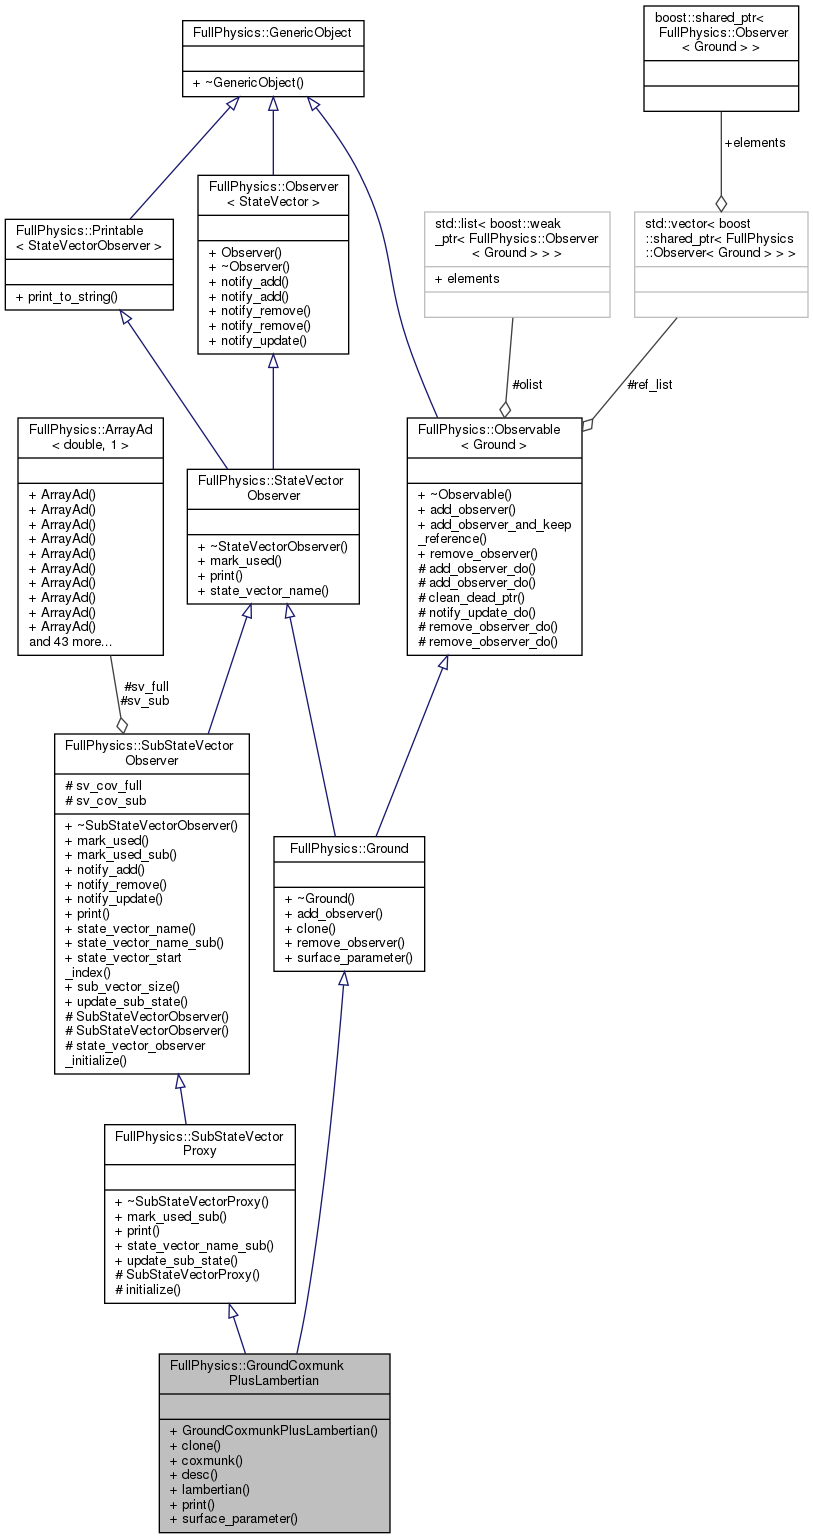 FullPhysics::GenericObject
+ ~GenericObject()
boost::shared_ptr<
FullPhysics::Observer
< Ground > >
+elements
FullPhysics::Observer
< StateVector >
+ Observer()
+ ~Observer()
+ notify_add()
+ notify_add()
+ notify_remove()
+ notify_remove()
+ notify_update()
FullPhysics::Printable
< StateVectorObserver >
+ print_to_string()
std::list< boost::weak
_ptr< FullPhysics::Observer
< Ground > > >
+ elements
std::vector< boost
::shared_ptr< FullPhysics
::Observer< Ground > > >
#olist
#ref_list
FullPhysics::ArrayAd
< double, 1 >
+ ArrayAd()
+ ArrayAd()
+ ArrayAd()
+ ArrayAd()
+ ArrayAd()
+ ArrayAd()
+ ArrayAd()
+ ArrayAd()
+ ArrayAd()
+ ArrayAd()
and 43 more...
FullPhysics::StateVector
Observer
+ ~StateVectorObserver()
+ mark_used()
+ print()
+ state_vector_name()
FullPhysics::Observable
< Ground >
+ ~Observable()
+ add_observer()
+ add_observer_and_keep
_reference()
+ remove_observer()
# add_observer_do()
# add_observer_do()
# clean_dead_ptr()
# notify_update_do()
# remove_observer_do()
# remove_observer_do()
#sv_full
#sv_sub
FullPhysics::SubStateVector
Observer
# sv_cov_full
# sv_cov_sub
+ ~SubStateVectorObserver()
+ mark_used()
+ mark_used_sub()
+ notify_add()
+ notify_remove()
+ notify_update()
+ print()
+ state_vector_name()
+ state_vector_name_sub()
+ state_vector_start
_index()
+ sub_vector_size()
+ update_sub_state()
# SubStateVectorObserver()
# SubStateVectorObserver()
# state_vector_observer
_initialize()
FullPhysics::Ground
+ ~Ground()
+ add_observer()
+ clone()
+ remove_observer()
+ surface_parameter()
FullPhysics::SubStateVector
Proxy
+ ~SubStateVectorProxy()
+ mark_used_sub()
+ print()
+ state_vector_name_sub()
+ update_sub_state()
# SubStateVectorProxy()
# initialize()
FullPhysics::GroundCoxmunk
PlusLambertian
+ GroundCoxmunkPlusLambertian()
+ clone()
+ coxmunk()
+ desc()
+ lambertian()
+ print()
+ surface_parameter()